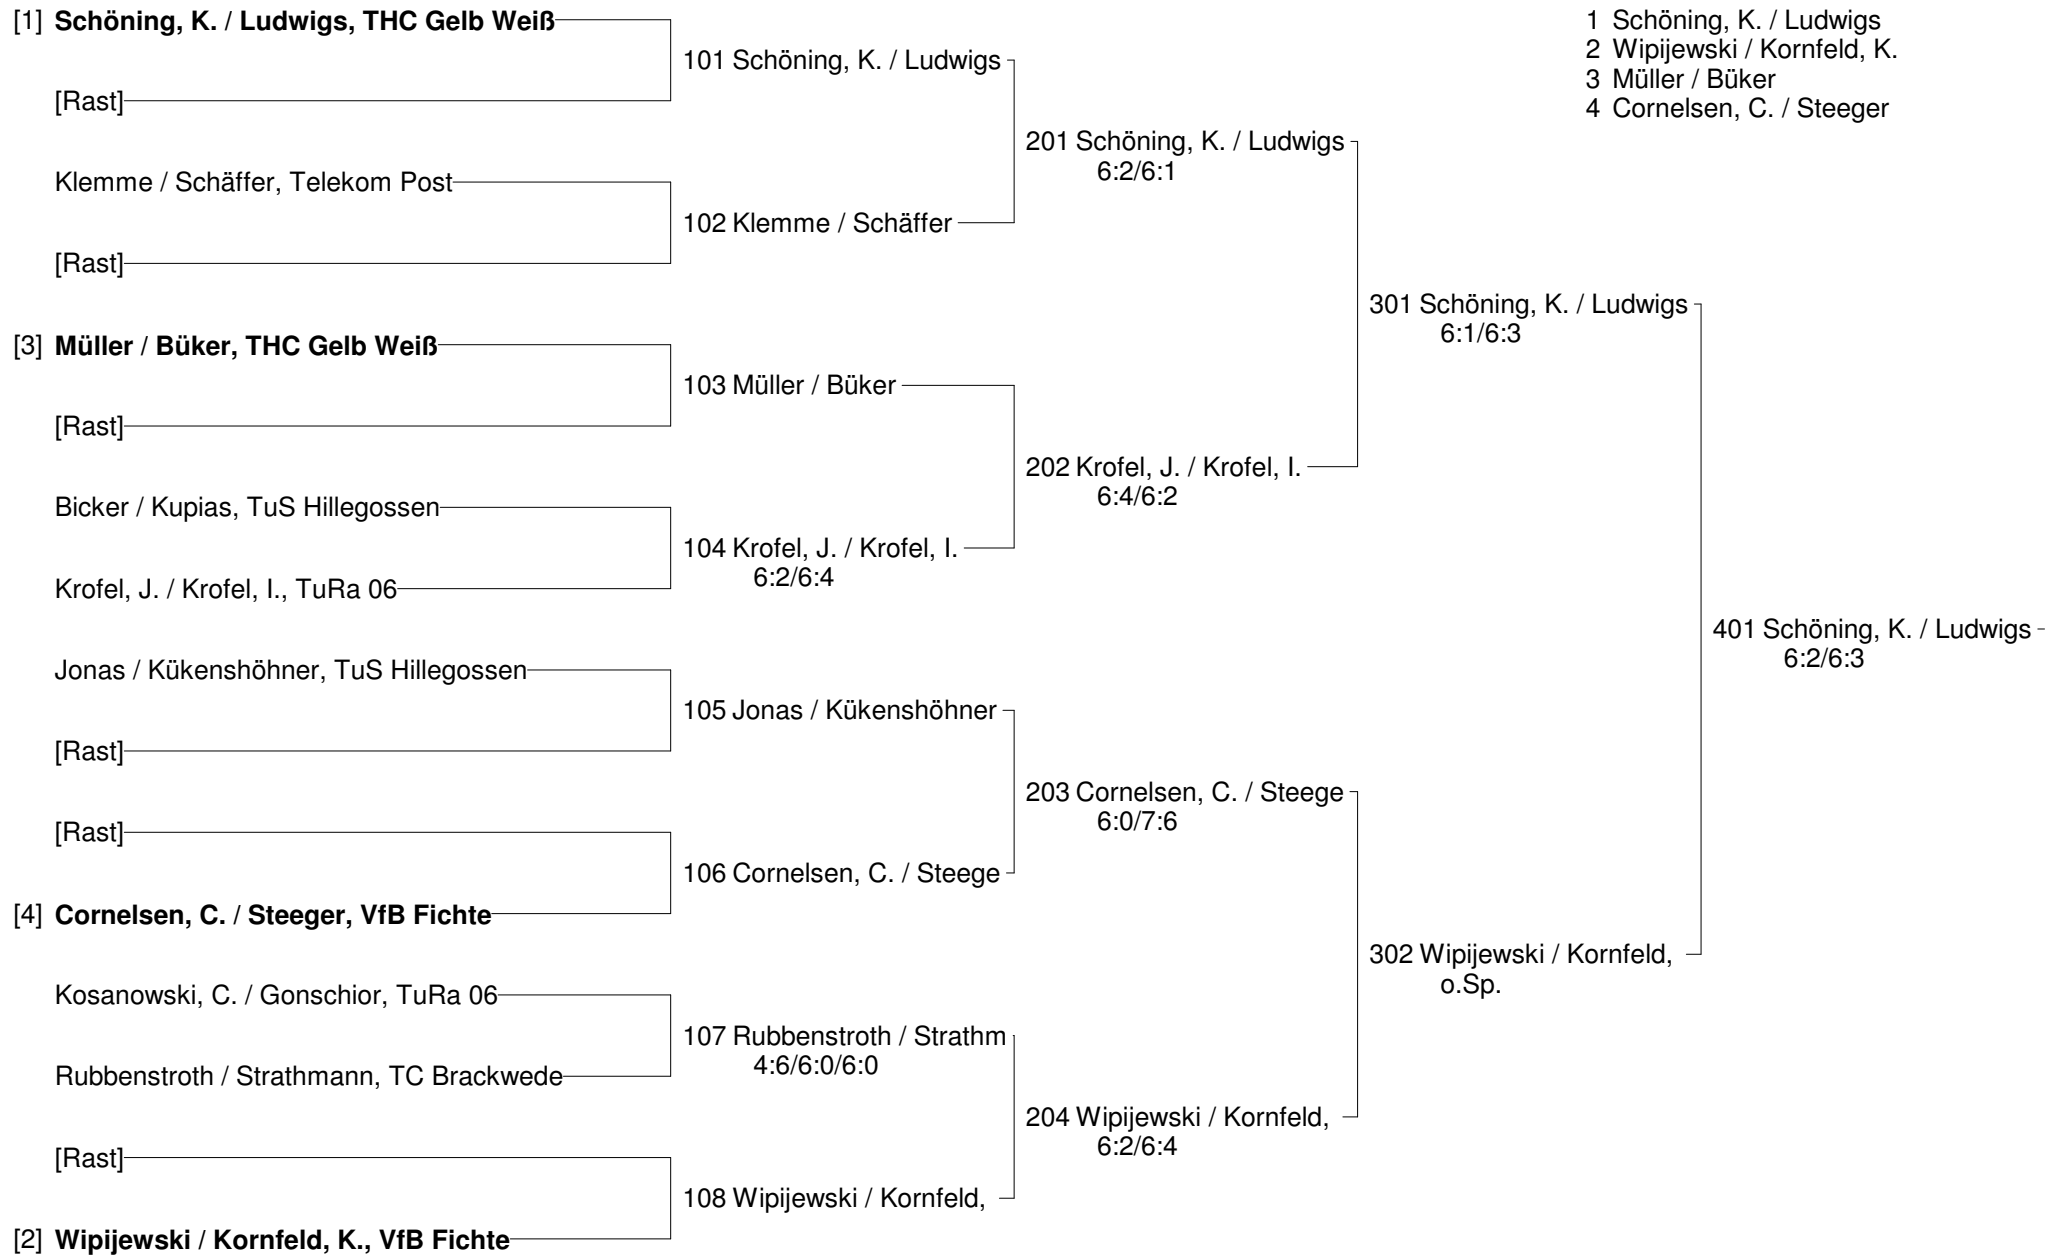 [1] Schöning, K. / Ludwigs, THC Gelb Weiß
[Rast]
Klemme / Schäffer, Telekom Post
[Rast]
[3] Müller / Büker, THC Gelb Weiß
[Rast]
Bicker / Kupias, TuS Hillegossen
Krofel, J. / Krofel, I., TuRa 06
Jonas / Kükenshöhner, TuS Hillegossen
[Rast]
[Rast]
[4] Cornelsen, C. / Steeger, VfB Fichte
Kosanowski, C. / Gonschior, TuRa 06
Rubbenstroth / Strathmann, TC Brackwede
[Rast]
[2] Wipijewski / Kornfeld, K., VfB Fichte
101 Schöning, K. / Ludwigs
102 Klemme / Schäffer
103 Müller / Büker
104 Krofel, J. / Krofel, I.
6:2/6:4
105 Jonas / Kükenshöhner
106 Cornelsen, C. / Steege
107 Rubbenstroth / Strathm
4:6/6:0/6:0
108 Wipijewski / Kornfeld,
201 Schöning, K. / Ludwigs
6:2/6:1
202 Krofel, J. / Krofel, I.
6:4/6:2
203 Cornelsen, C. / Steege
6:0/7:6
204 Wipijewski / Kornfeld,
6:2/6:4
301 Schöning, K. / Ludwigs
6:1/6:3
302 Wipijewski / Kornfeld,
o.Sp.
401 Schöning, K. / Ludwigs
6:2/6:3
1 Schöning, K. / Ludwigs
2 Wipijewski / Kornfeld, K.
3 Müller / Büker
4 Cornelsen, C. / Steeger